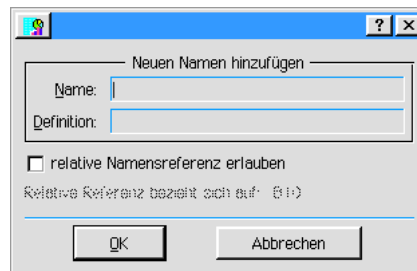 Neuen Namen hinzufügen
Name:
Definition:
relative Namensreferenz erlauben
Relative Referenz bezieht sich auf:
OK Abbrechen